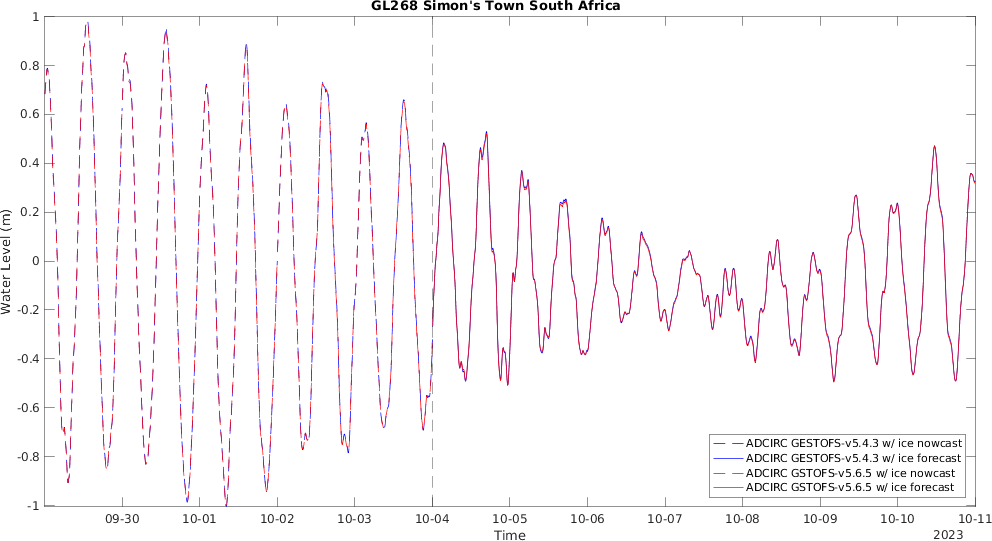 GL268 Simon's Town South Africa
1
0.8
0.6
0.4
0.2
0
-0.2
-0.4
-0.6
-0.8
-1
Water Level (m)
ADCIRC GESTOFS-v5.4.3 w/ ice nowcast
ADCIRC GESTOFS-v5.4.3 w/ ice forecast
ADCIRC GSTOFS-v5.6.5 w/ ice nowcast
ADCIRC GSTOFS-v5.6.5 w/ ice forecast
09-30 10-01 10-02 10-03 10-04 10-05 10-06 10-07 10-08 10-09 10-10 10-11
Time
2023